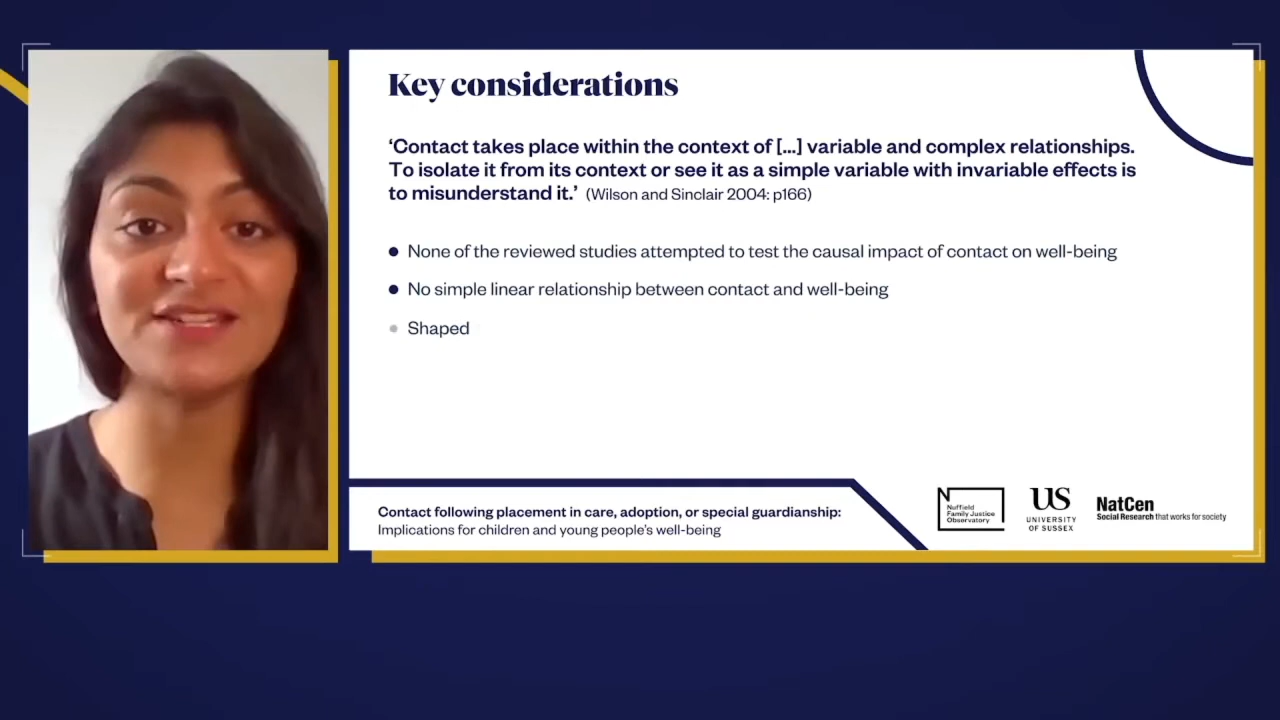 Key considerations
‘Contact takes place within the context of [...] variable and complex relationships.
To isolate it from its context or see it as a simple variable with invariable effects is
to misunderstand it.’ (Wilson and Sinclair 2004: p166)
None of the reviewed studies attempted to test the causal impact of contact on well-being
No simple linear relationship between contact and well-being
Shaped
Contact following placement in care, adoption, or special guardianship:
Implications for children and young people’s well-being
N
Nuffield
Family Justice
Observatory
US
UNIVERSITY
OF SUSSEX
NatCen
Social Research that works for society